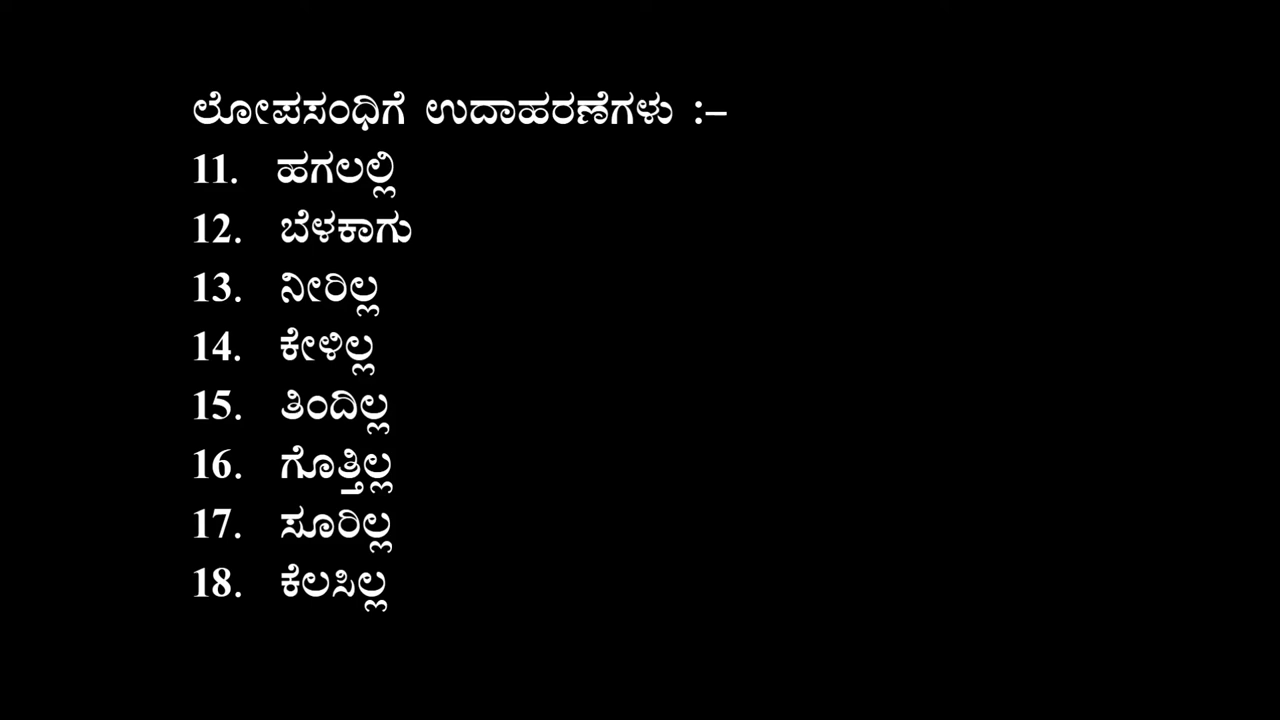 ಲೋಪಸಂಧಿಗೆ ಉದಾಹರಣೆಗಳು :–
11. ಹಗಲಲ್ಲಿ
12. ಬೆಳಕಾಗು
13. ನೀರಿಲ್ಲ
14. ಕೇಳಿಲ್ಲ
15. ತಿಂದಿಲ್ಲ
16. ಗೊತ್ತಿಲ್ಲ
17. ಸೂರಿಲ್ಲ
18. ಕೆಲಸಿಲ್ಲ